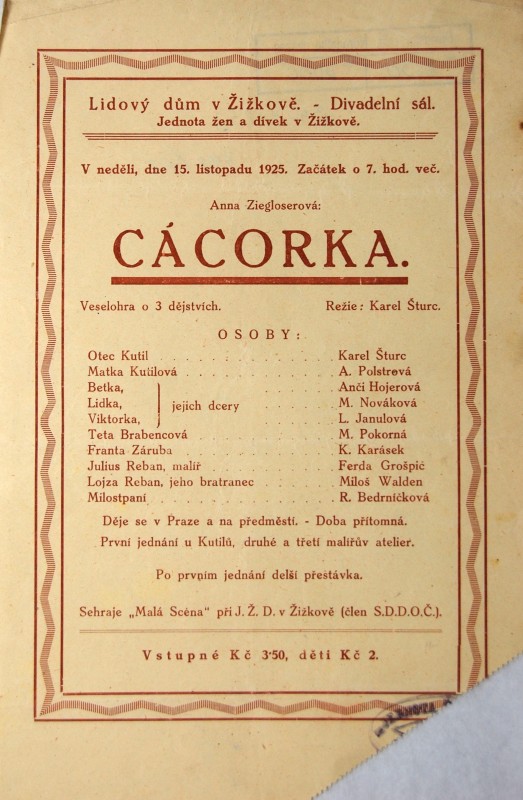 Lidový dům v Žižkově. - Divadelní sál.
Jednota žen a dívek v Žižkově.
V neděli, dne 15. listopadu 1925. Začátek o 7. hod. več.
Anna Ziegloserová:
CÁCORKA.
Veselohra o 3 dějstvích. Režie: Karel Šturc.
OSOBY:
Otec Kutil . . . . . . . . . . . . Karel Šturc
Matka Kutilová . . . . . . . . . . A. Polstrová
Betka, . . . . . . Anči Hojerová
Lidka, jejich dcery . . . . . . M. Nováková
Viktorka, . . . . . . L. Janulová
Teta Brabencová . . . . . . . . . M. Pokorná
Franta Záruba . . . . . . . . . . K. Karásek
Julius Reban, malíř . . . . . . . . Ferda Grošpič
Lojza Reban, jeho bratranec . . . . . Miloš Walden
Milostpaní . . . . . . . . . . . . R. Bedrníčková
Děje se v Praze a na předměstí. - Doba přítomná.
První jednání u Kutilů, druhé a třetí malířův atelier.
Po prvním jednání delší přestávka.
Sehraje „Malá Scéna" při J. Ž. D. v Žižkově (člen S.D.D.O.Č.).
Vstupné Kč 3·50, děti Kč 2.